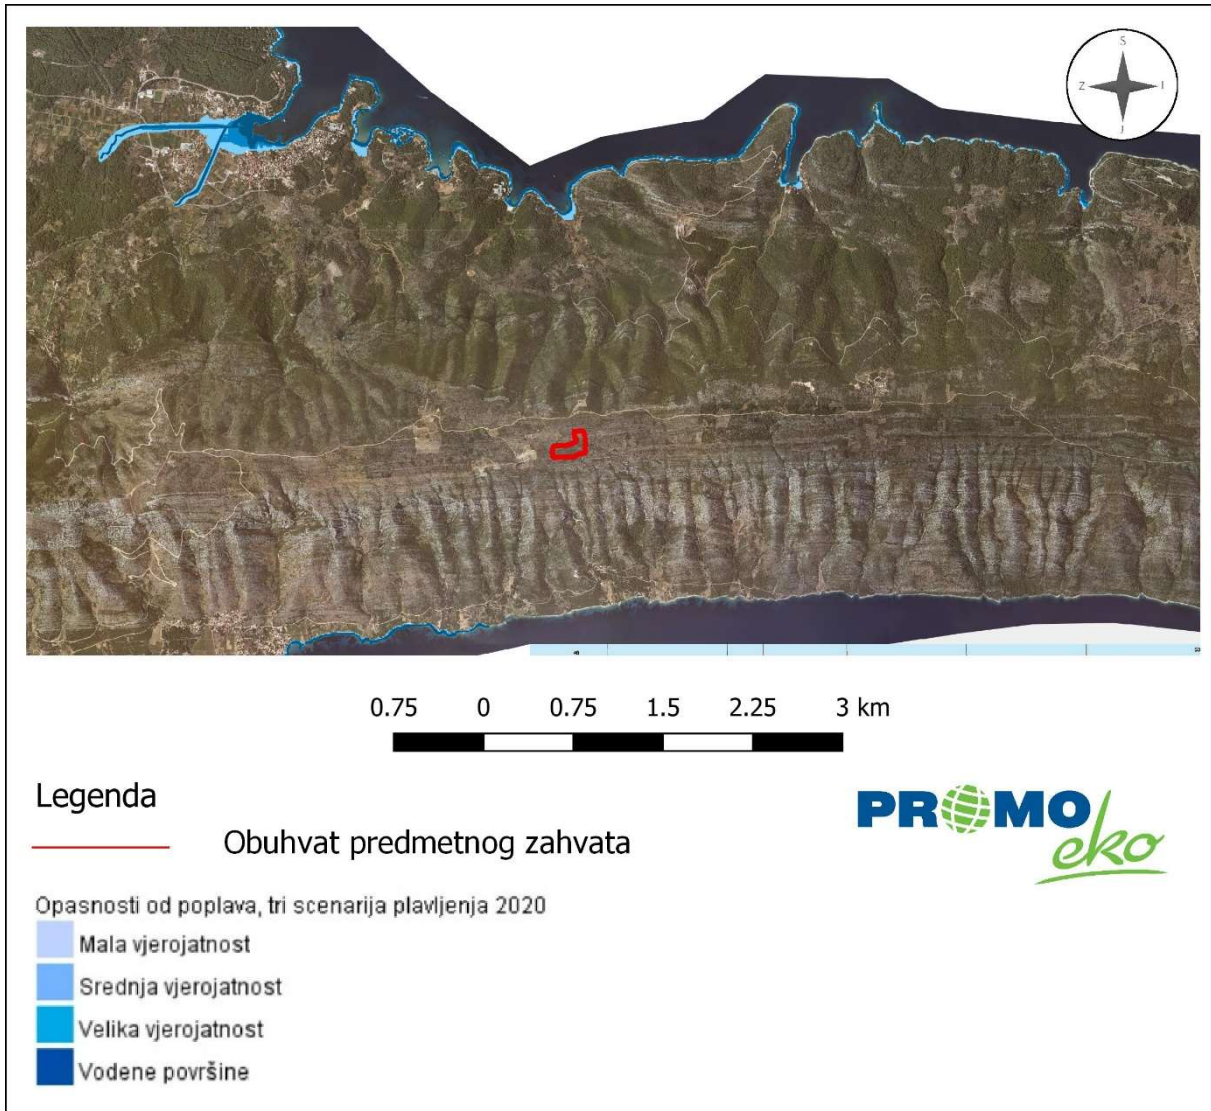 S
Z I
J
0.75 0 0.75 1.5 2.25 3 km
Legenda
Obuhvat predmetnog zahvata
PROMO
eko
Opasnosti od poplava, tri scenarija plavljenja 2020
Mala vjerojatnost
Srednja vjerojatnost
Velika vjerojatnost
Vodene površine